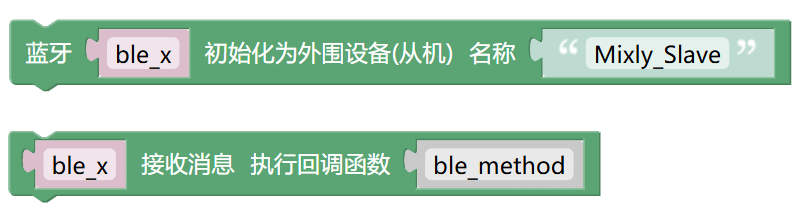 蓝牙 ble_x 初始化为外围设备(从机) 名称 “ Mixly_Slave ”
ble_x 接收消息 执行回调函数 ble_method